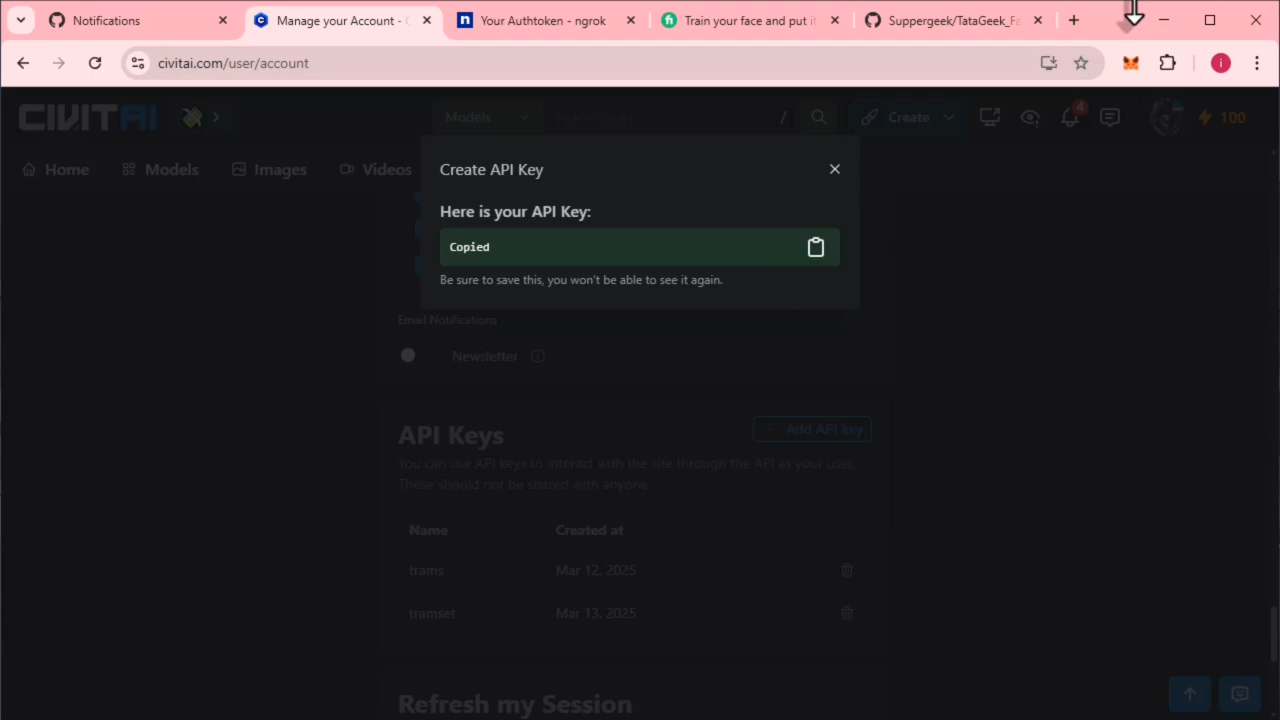 Notifications
Manage your Account - C
Your Authtoken - ngrok
Train your face and put it
Suppergeek/TataGeek_Fa
civitai.com/user/account
i
CIVITAI
Models
/
Create
4
100
Home
Models
Images
Videos
Create API Key
Here is your API Key:
Copied
Be sure to save this, you won't be able to see it again.
Email Notifications
Newsletter
API Keys
Add API key
You can use API keys to interact with the site through the API as your user.
These should not be shared with anyone.
Name Created at
trams Mar 12, 2025
tramset Mar 13, 2025
Refresh my Session